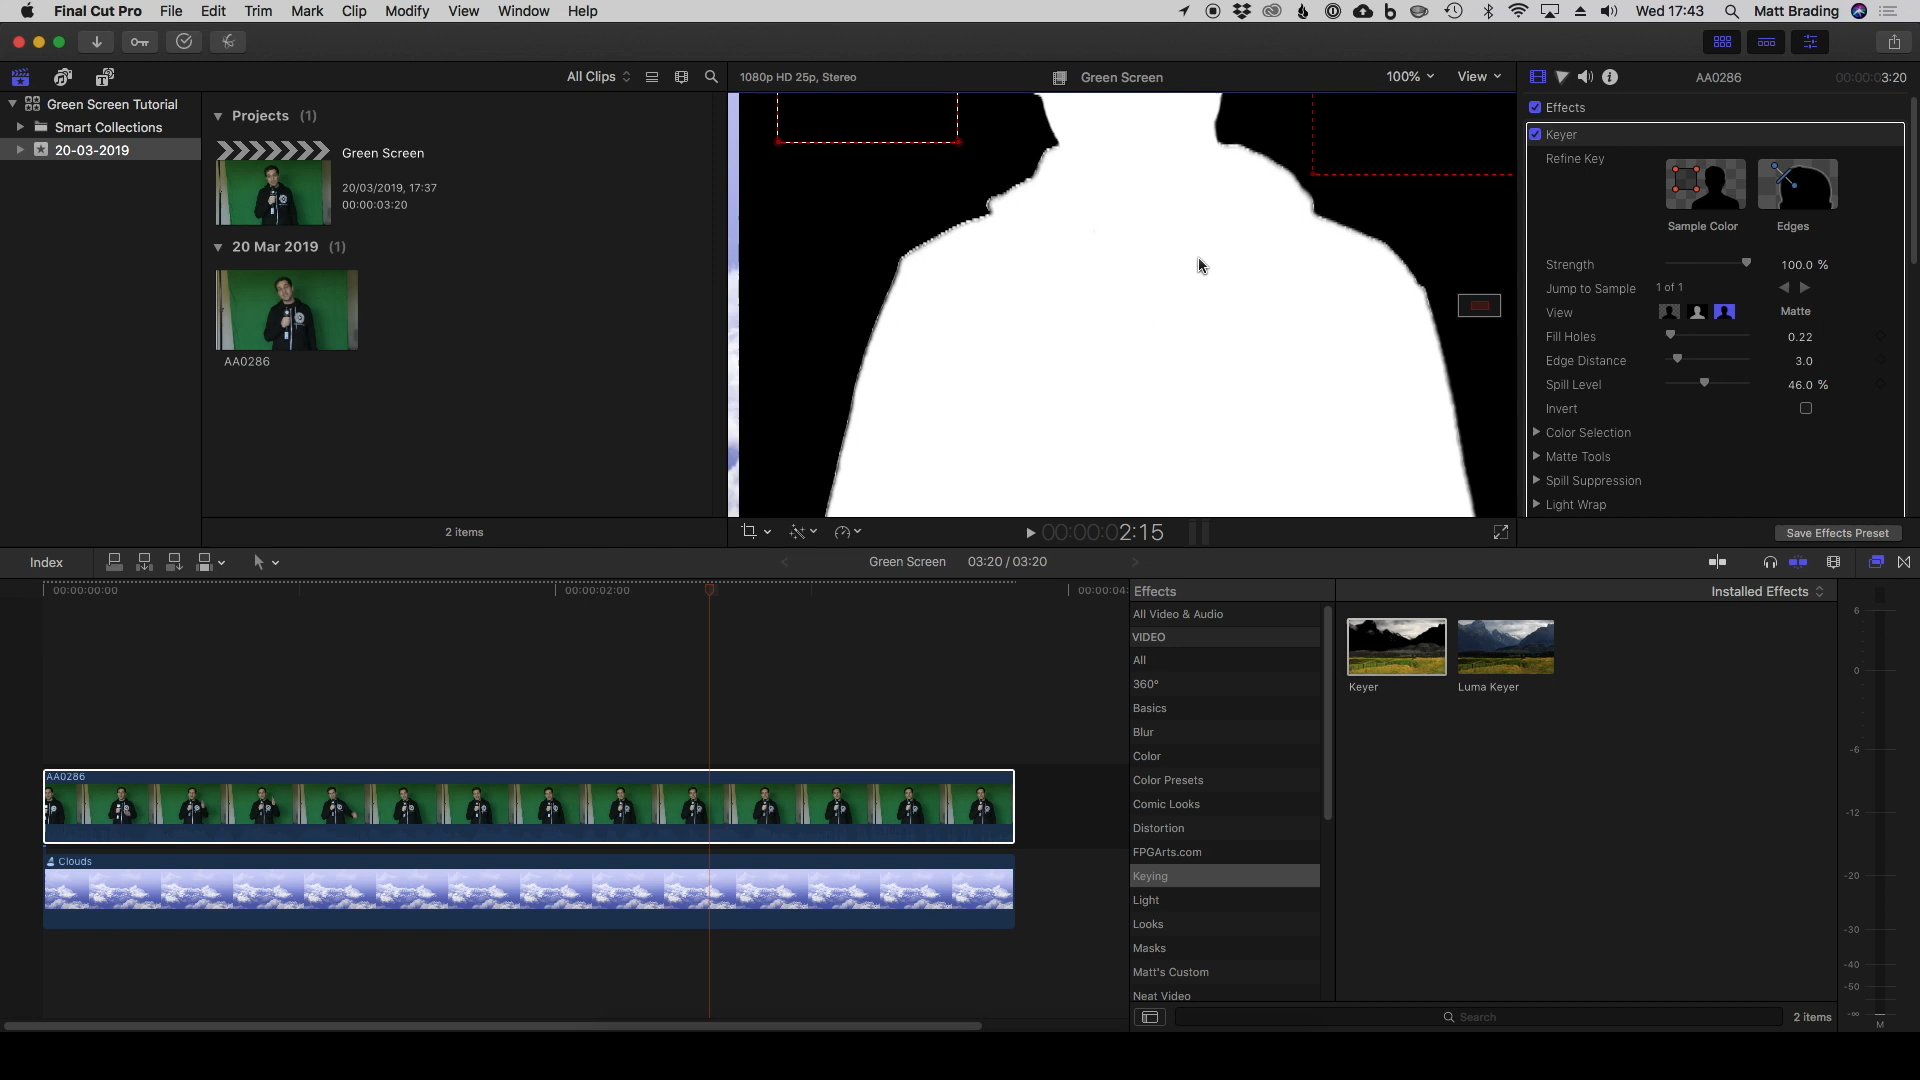 Final Cut Pro File Edit Trim Mark Clip Modify View Window Help
Wed 17:43 Matt Brading
All Clips
1080p HD 25p, Stereo
Green Screen
100% View
AA0286
00:00:03:20
Green Screen Tutorial
Smart Collections
20-03-2019
Projects (1)
Green Screen
20/03/2019, 17:37
00:00:03:20
20 Mar 2019 (1)
AA0286
2 items
Effects
Keyer
Refine Key
Sample Color Edges
Strength 100.0 %
Jump to Sample 1 of 1
View Matte
Fill Holes 0.22
Edge Distance 3.0
Spill Level 46.0 %
Invert
Color Selection
Matte Tools
Spill Suppression
Light Wrap
00:00:02:15
Save Effects Preset
Index
Green Screen 03:20 / 03:20
00:00:00:00 00:00:02:00 00:00:04:
AA0286
Clouds
Effects
Installed Effects
All Video & Audio
VIDEO
All
360°
Basics
Blur
Color
Color Presets
Comic Looks
Distortion
FPGArts.com
Keying
Light
Looks
Masks
Matt's Custom
Neat Video
Keyer Luma Keyer
Search
2 items
6
0
-6
-12
-20
-30
-40
-50
-∞
M